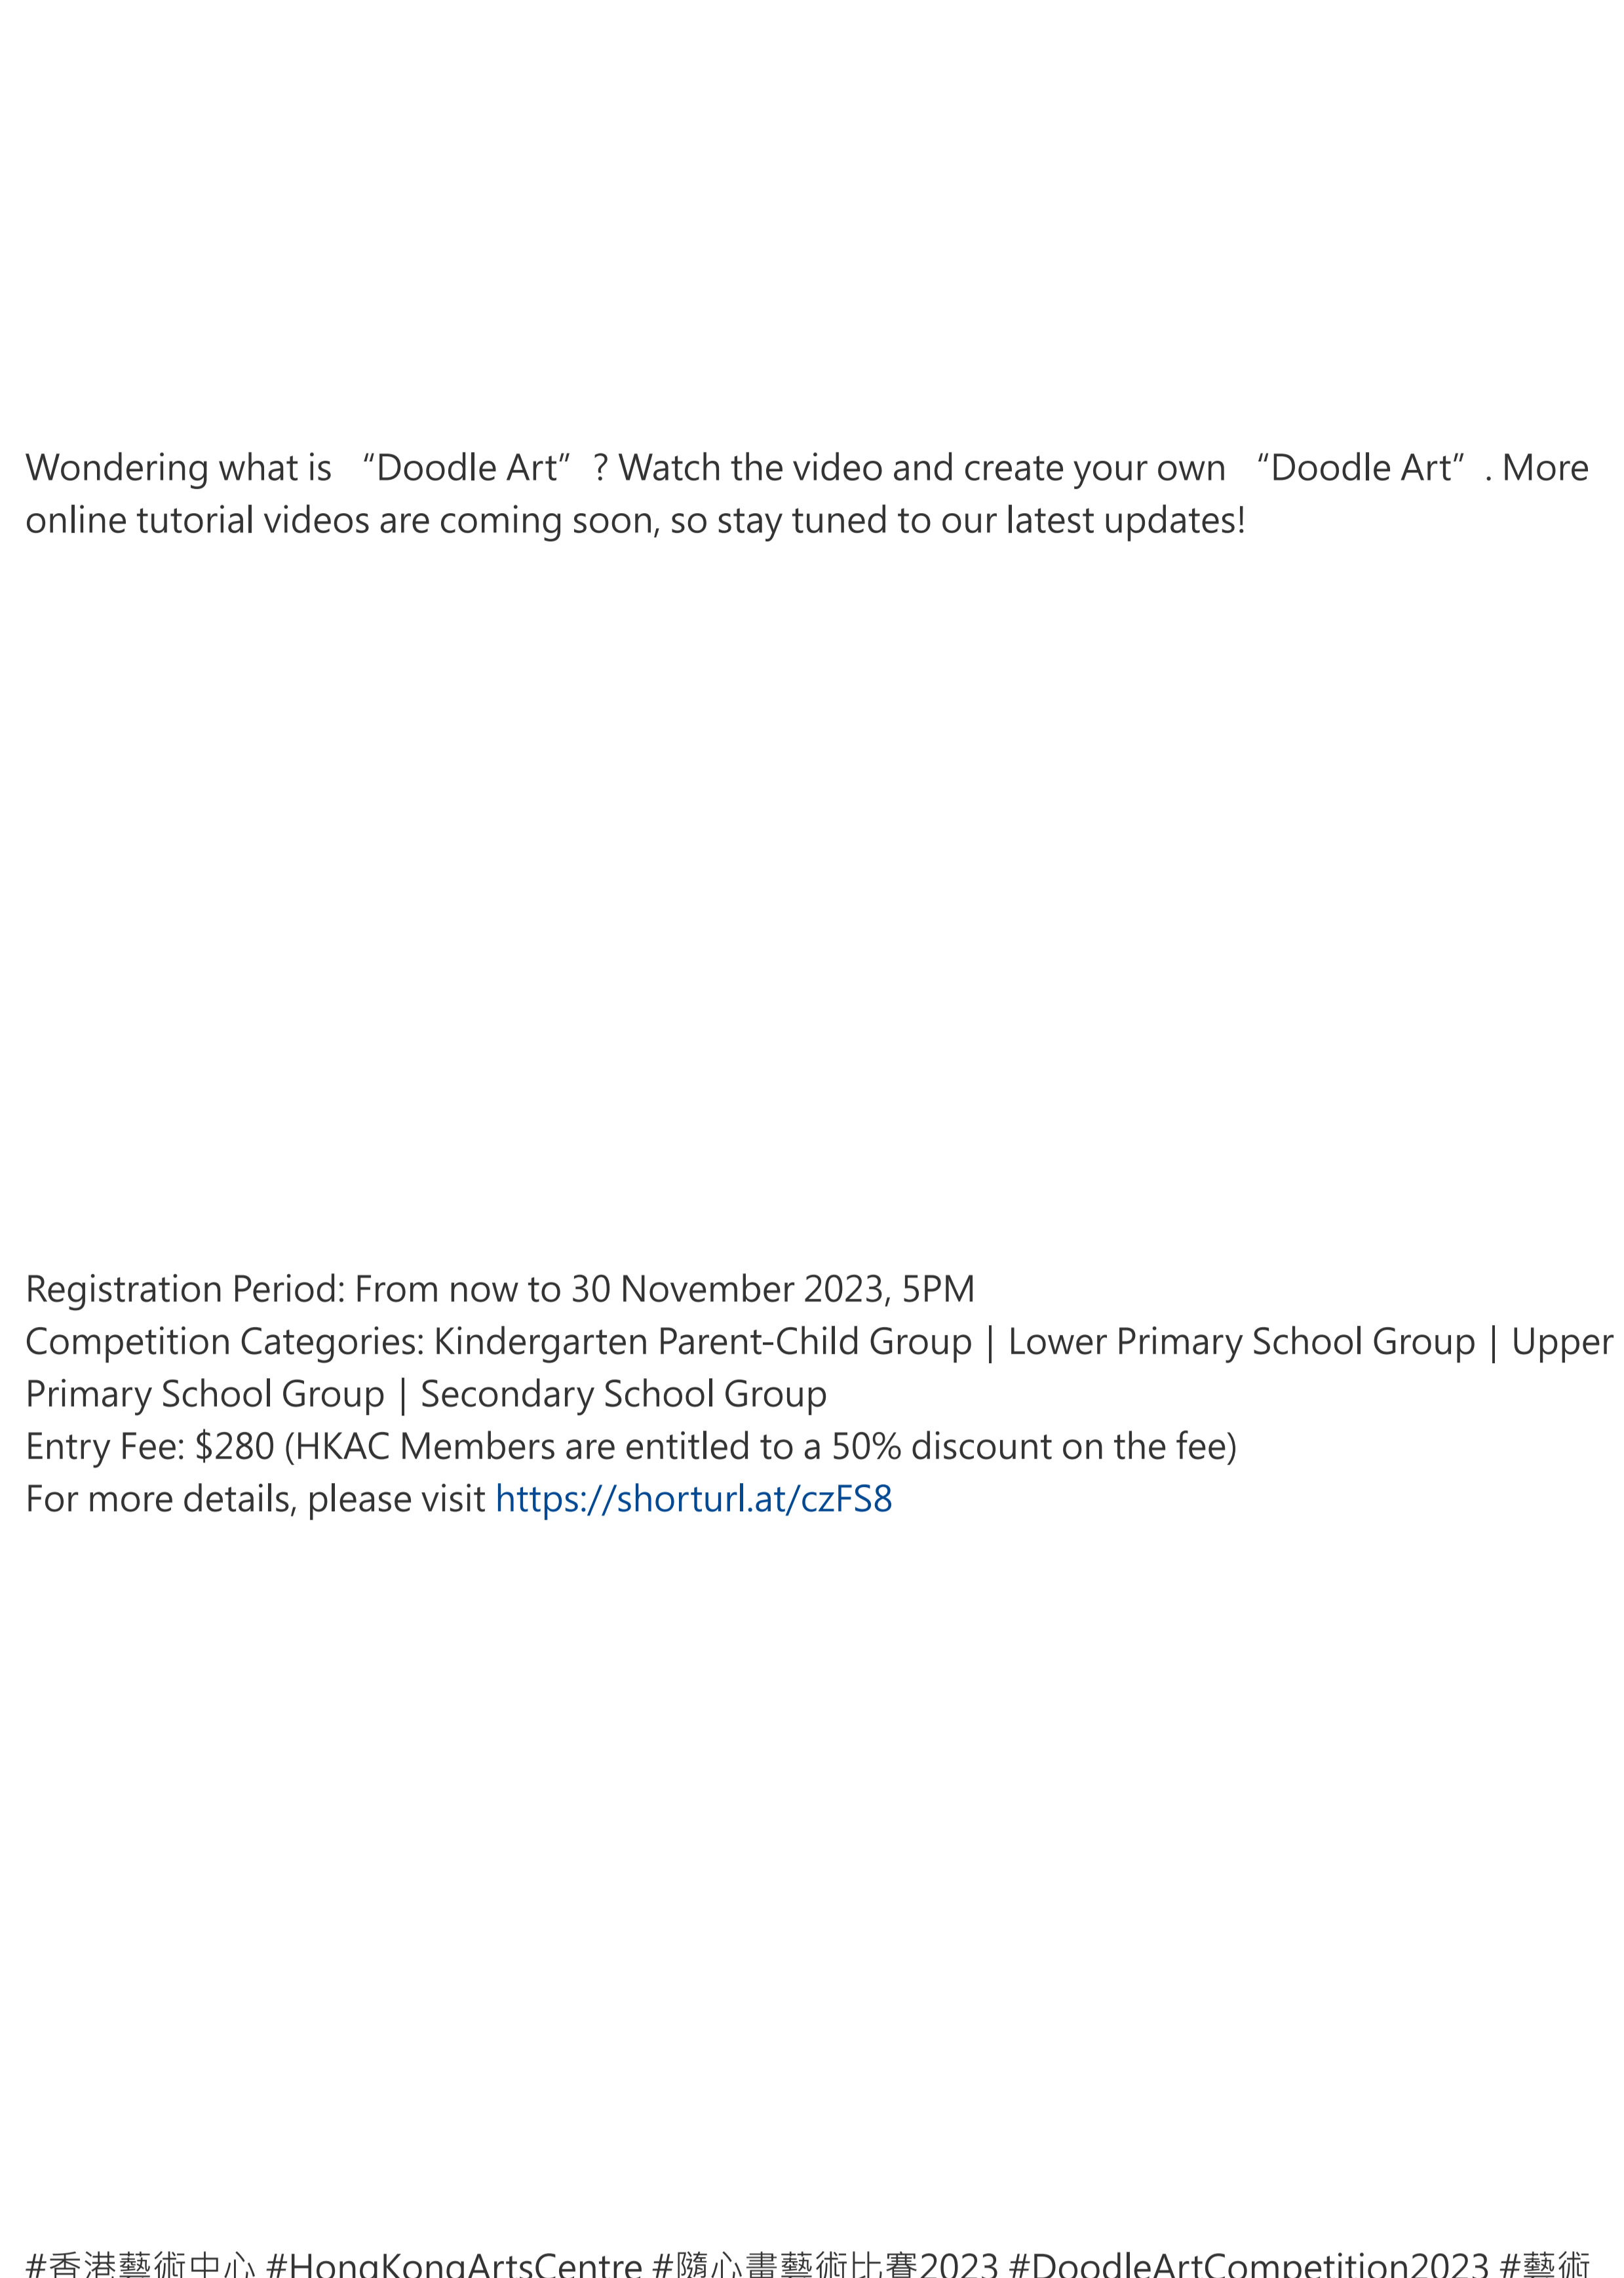 Wondering what is “Doodle Art”? Watch the video and create your own “Doodle Art”. More
online tutorial videos are coming soon, so stay tuned to our latest updates!
Registration Period: From now to 30 November 2023, 5PM
Competition Categories: Kindergarten Parent-Child Group | Lower Primary School Group | Upper
Primary School Group | Secondary School Group
Entry Fee: $280 (HKAC Members are entitled to a 50% discount on the fee)
For more details, please visit https://shorturl.at/czFS8
#香港藝術中心 #HongKongArtsCentre #隨心畫藝術比賽2023 #DoodleArtCompetition2023 #藝術